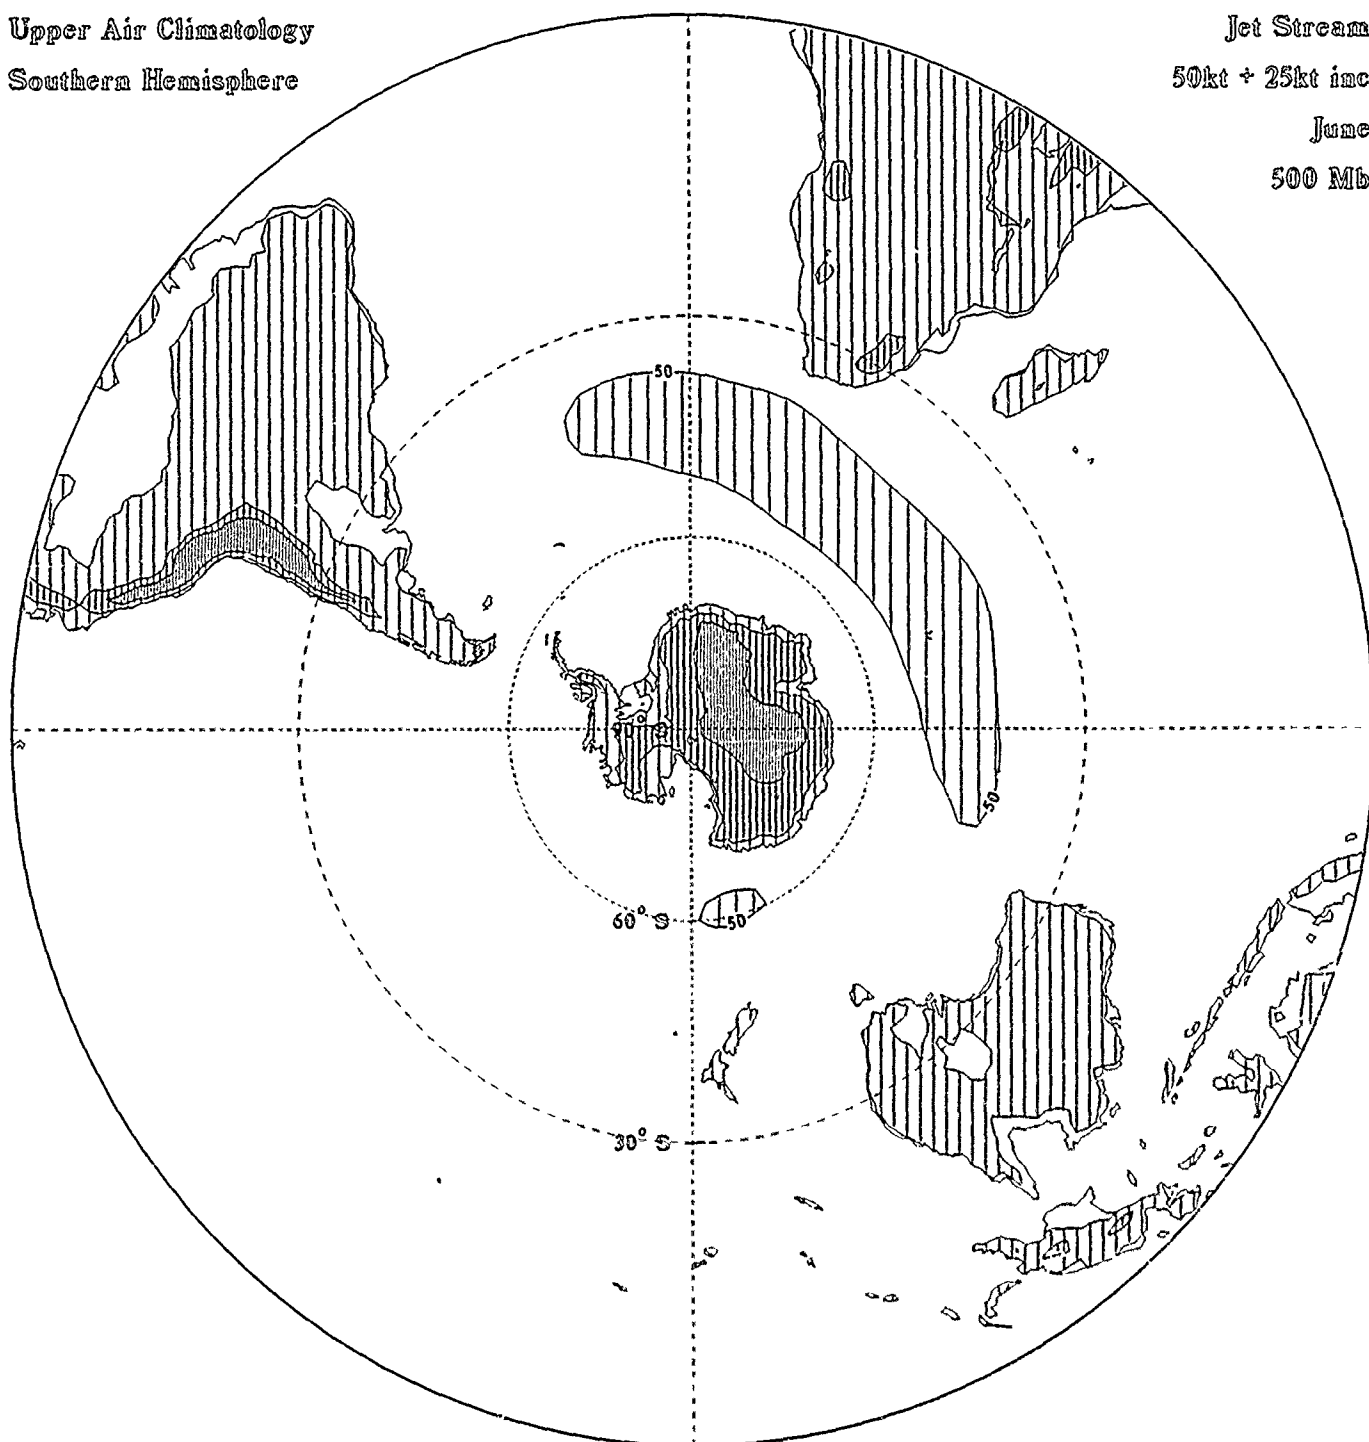 Upper Air Climatology
Southern Hemisphere
Jet Stream
50kt + 25kt inc
June
500 Mb
50
50
60° S
50
30° S